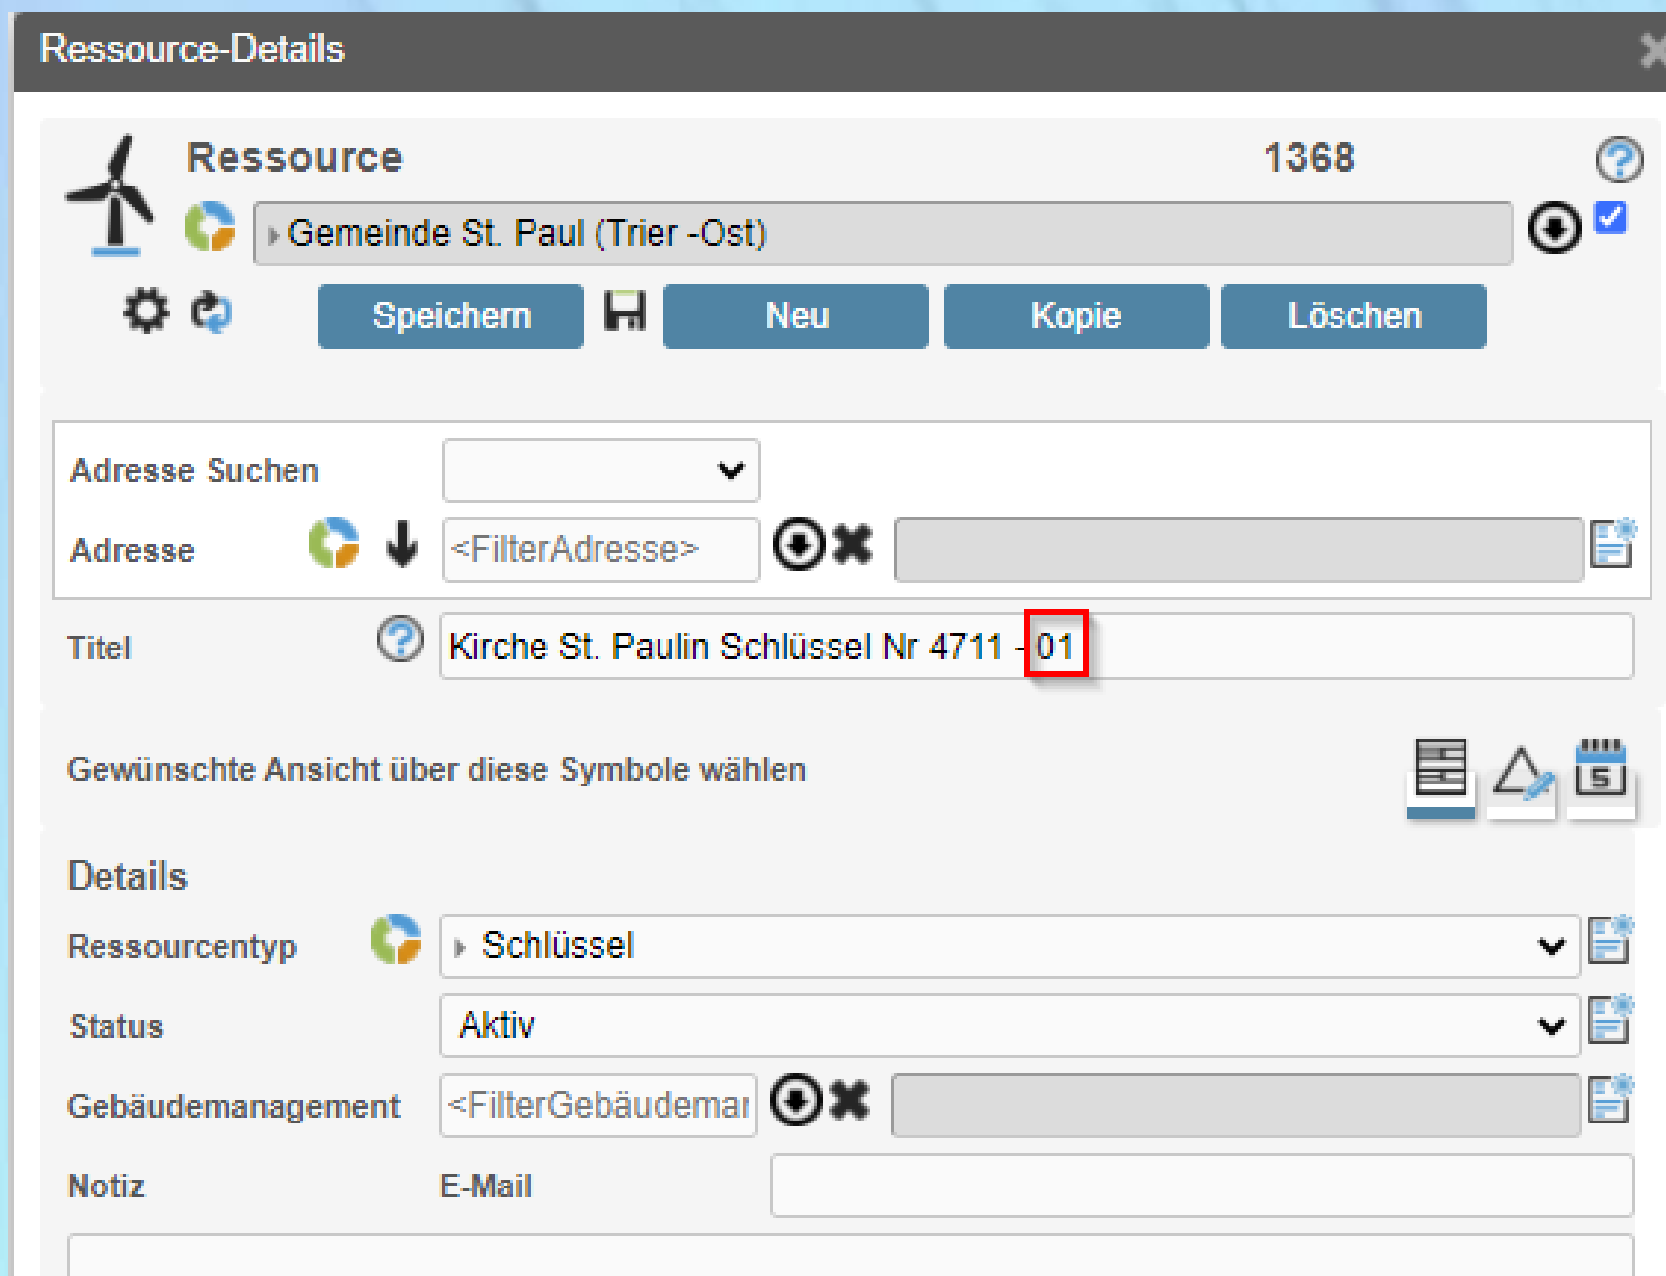 Ressource-Details
Ressource 1368
Gemeinde St. Paul (Trier -Ost)
Speichern Neu Kopie Löschen
Adresse Suchen
Adresse <FilterAdresse>
Titel Kirche St. Paulin Schlüssel Nr 4711 - 01
Gewünschte Ansicht über diese Symbole wählen
Details
Ressourcentyp Schlüssel
Status Aktiv
Gebäudemanagement <FilterGebäudemar
Notiz E-Mail